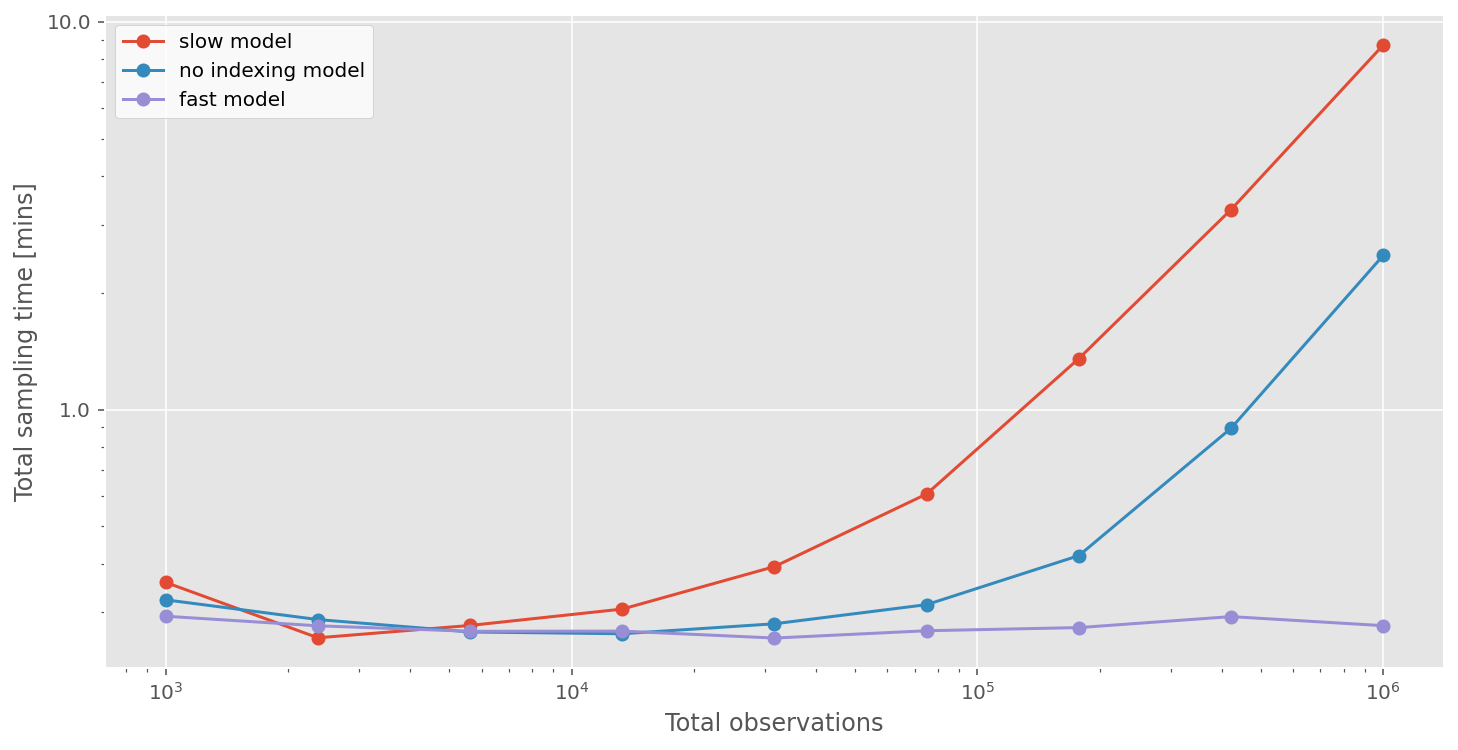 10.0
slow model
no indexing model
fast model
Total sampling time [mins]
1.0
10³ 10⁴ 10⁵ 10⁶
Total observations